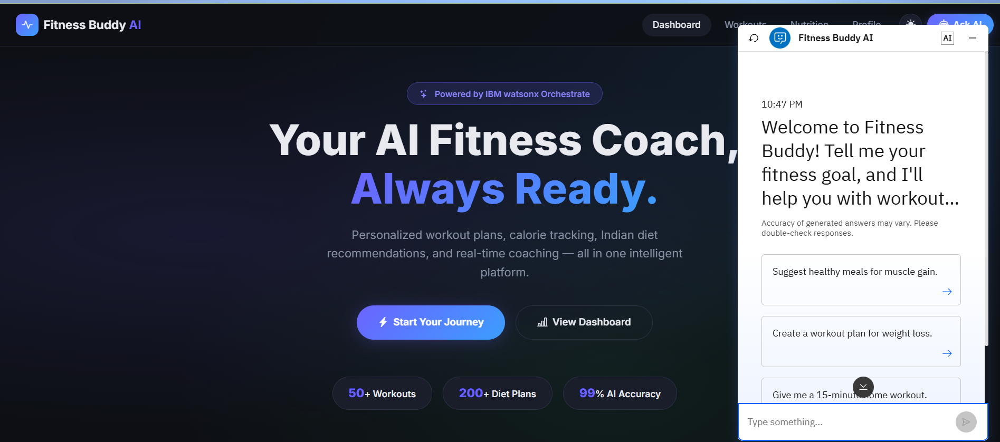 Fitness Buddy AI
Dashboard
Workouts
Nutrition
Profile
Ask AI
Powered by IBM watsonx Orchestrate
Your AI Fitness Coach,
Always Ready.
Personalized workout plans, calorie tracking, Indian diet
recommendations, and real-time coaching — all in one intelligent
platform.
Start Your Journey
View Dashboard
50+ Workouts
200+ Diet Plans
99% AI Accuracy
Fitness Buddy AI
AI
10:47 PM
Welcome to Fitness
Buddy! Tell me your
fitness goal, and I'll
help you with workout...
Accuracy of generated answers may vary. Please
double-check responses.
Suggest healthy meals for muscle gain.
Create a workout plan for weight loss.
Give me a 15-minute home workout.
Type something...